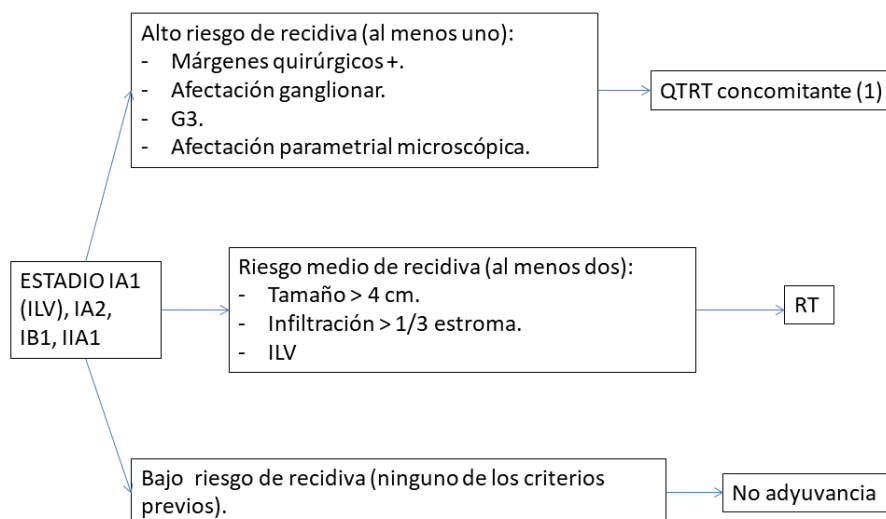 Alto riesgo de recidiva (al menos uno):
- Márgenes quirúrgicos +.
- Afectación ganglionar.
- G3.
- Afectación parametrial microscópica.
QTRT concomitante (1)
ESTADIO IA1
(ILV), IA2,
IB1, IIA1
Riesgo medio de recidiva (al menos dos):
- Tamaño > 4 cm.
- Infiltración > 1/3 estroma.
- ILV
RT
Bajo riesgo de recidiva (ninguno de los criterios
previos).
No adyuvancia